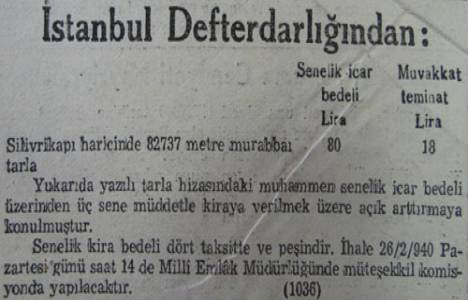 İstanbul Defterdarlığından:
Senelik icar Muvakkat
bedeli teminat
Lira Lira
Silivrikapı haricinde 82737 metre murabbaı 80 18
tarla
Yukarıda yazılı tarla hizasındaki muhammen senelik icar bedeli
üzerinden üç sene müddetle kiraya verilmek üzere açık arttırmaya
konulmuştur.
Senelik kira bedeli dört taksitte ve peşindir. İhale 26/2/940 Pa-
zartesi günü saat 14 de Milli Emlâk Müdürlüğünde müteşekkil komis-
yonda yapılacaktır. (1036)